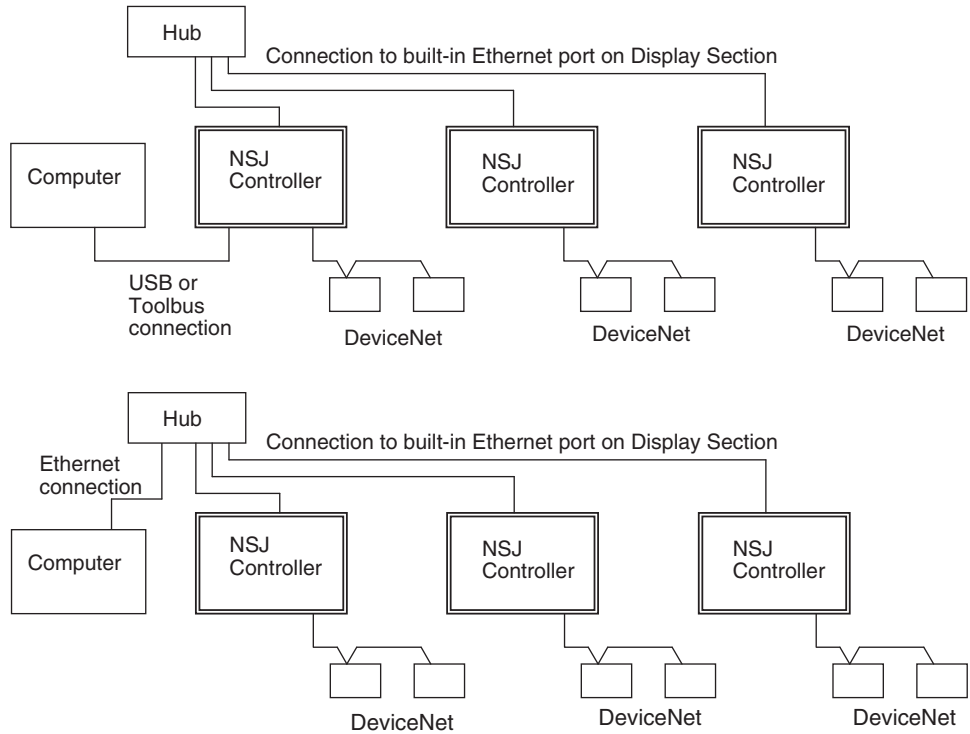 Hub
Connection to built-in Ethernet port on Display Section
Computer
NSJ
Controller
NSJ
Controller
NSJ
Controller
USB or
Toolbus
connection
DeviceNet
DeviceNet
DeviceNet
Hub
Connection to built-in Ethernet port on Display Section
Ethernet
connection
Computer
NSJ
Controller
NSJ
Controller
NSJ
Controller
DeviceNet
DeviceNet
DeviceNet